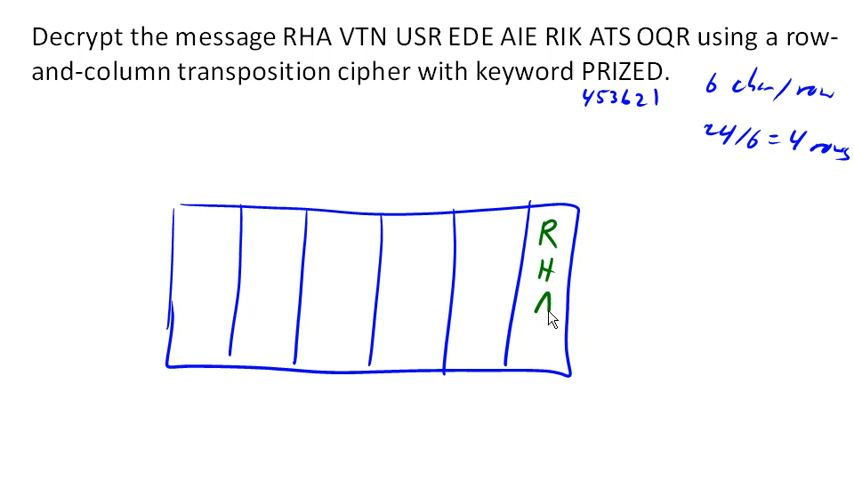 Decrypt the message RHA VTN USR EDE AIE RIK ATS OQR using a row-
and-column transposition cipher with keyword PRIZED.
453621
6 char/row
24/6 = 4 rows
R
H
A